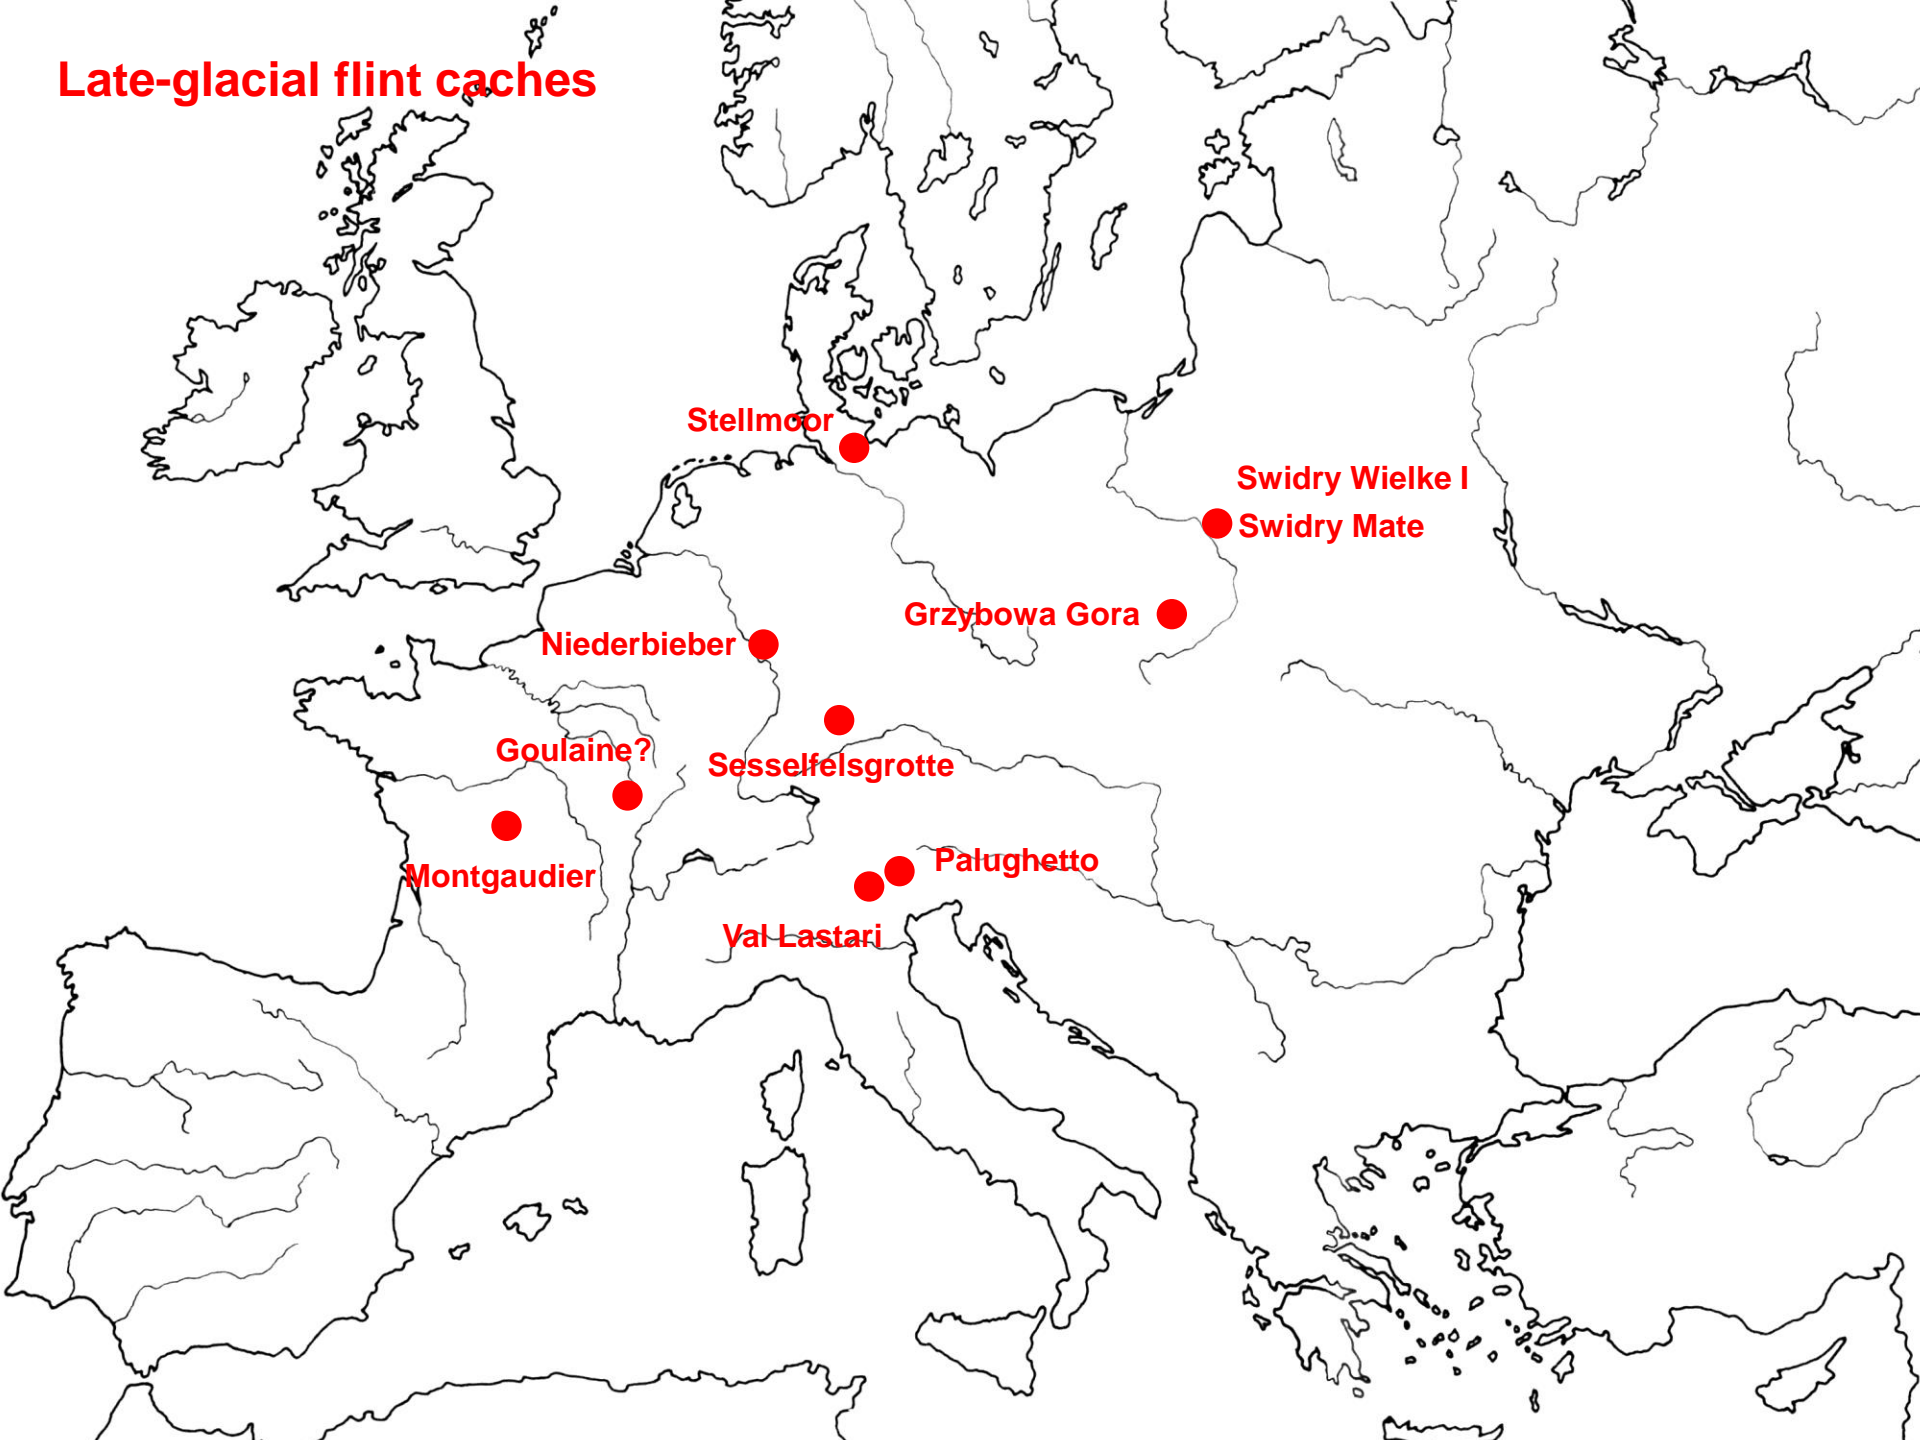 Late-glacial flint caches
Stellmoor
Swidry Wielke I
Swidry Mate
Grzybowa Gora
Niederbieber
Goulaine?
Sesselfelsgrotte
Montgaudier
Palughetto
Val Lastari